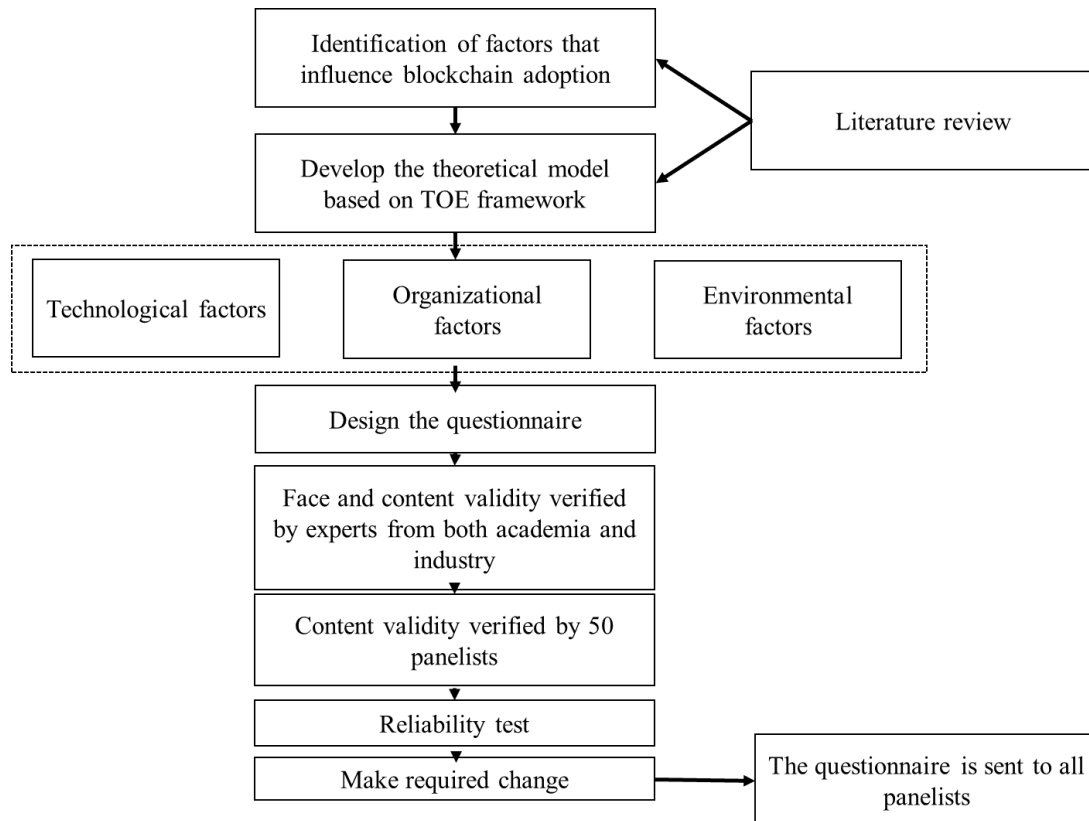 Identification of factors that
influence blockchain adoption
Literature review
Develop the theoretical model
based on TOE framework
Technological factors
Organizational
factors
Environmental
factors
Design the questionnaire
Face and content validity verified
by experts from both academia and
industry
Content validity verified by 50
panelists
Reliability test
Make required change
The questionnaire is sent to all
panelists